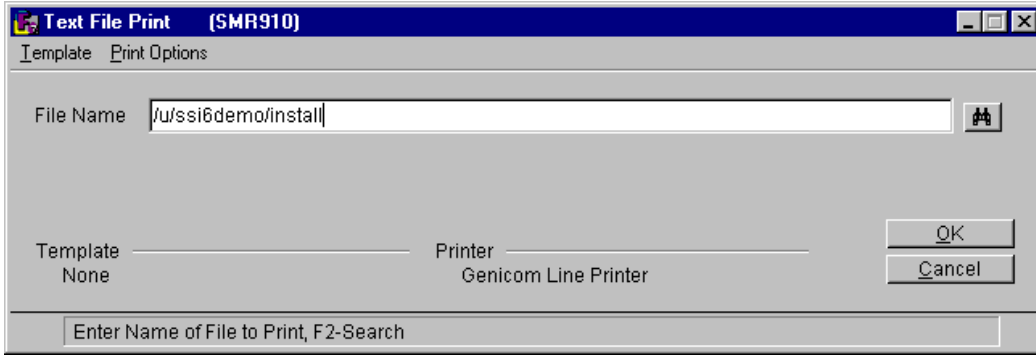 Text File Print (SMR910)
Template Print Options
File Name /u/ssi6demo/install
OK
Template Printer
None Genicom Line Printer
Cancel
Enter Name of File to Print, F2-Search